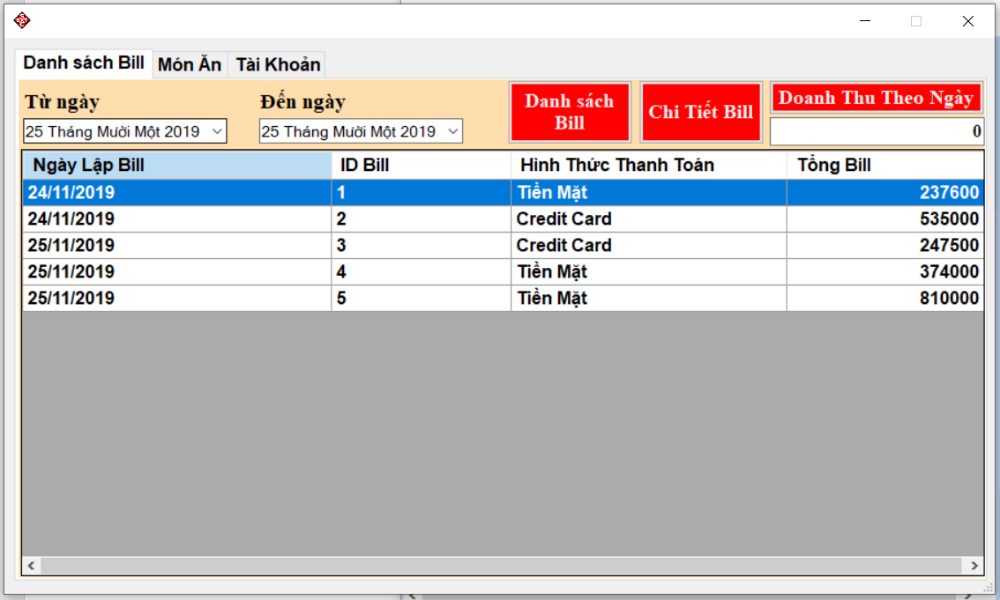 Danh sách Bill Món Ăn Tài Khoản
Từ ngày Đến ngày
Danh sách
Bill
Chi Tiết Bill
Doanh Thu Theo Ngày
25 Tháng Mười Một 2019 25 Tháng Mười Một 2019
0
Ngày Lập Bill ID Bill Hình Thức Thanh Toán Tổng Bill
24/11/2019 1 Tiền Mặt 237600
24/11/2019 2 Credit Card 535000
25/11/2019 3 Credit Card 247500
25/11/2019 4 Tiền Mặt 374000
25/11/2019 5 Tiền Mặt 810000